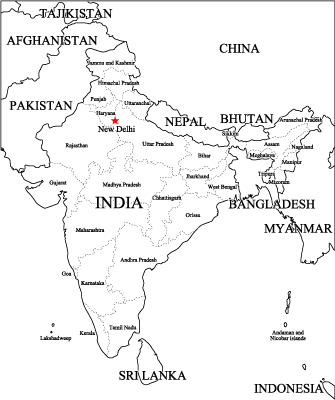 TAJIKISTAN
AFGHANISTAN
CHINA
Jammu and Kashmir
Himachal Pradesh
PAKISTAN
Punjab
Uttaranchal
Haryana
New Delhi
NEPAL
BHUTAN
Arunachal Pradesh
Sikkim
Rajasthan
Uttar Pradesh
Assam
Nagaland
Bihar
Meghalaya
Manipur
Gujarat
Jharkhand
Tripura
Mizoram
Madhya Pradesh
West Bengal
INDIA
Chhattisgarh
BANGLADESH
Orissa
MYANMAR
Maharashtra
Andhra Pradesh
Goa
Karnataka
Lakshadweep
Kerala
Tamil Nadu
Andaman and
Nicobar islands
SRI LANKA
INDONESIA